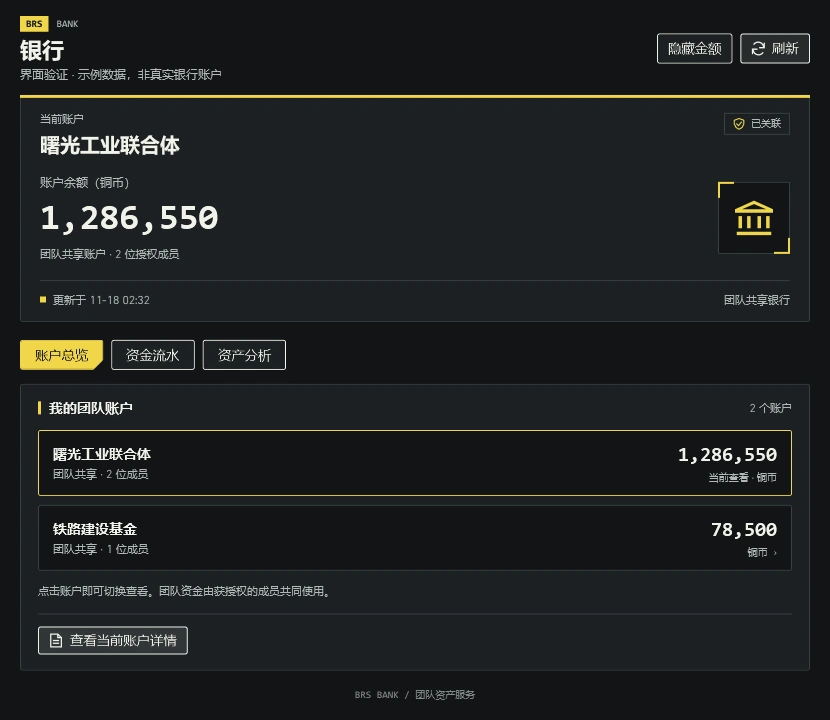 BRS BANK
银行
界面验证 · 示例数据，非真实银行账户
隐藏金额
刷新
当前账户
已关联
曙光工业联合体
账户余额（铜币）
1,286,550
团队共享账户 · 2 位授权成员
更新于 11-18 02:32
团队共享银行
账户总览
资金流水
资产分析
我的团队账户
2 个账户
曙光工业联合体
1,286,550
团队共享 · 2 位成员
当前查看 · 铜币
铁路建设基金
78,500
团队共享 · 1 位成员
铜币 ›
点击账户即可切换查看。团队资金由获授权的成员共同使用。
查看当前账户详情
BRS BANK / 团队资产服务